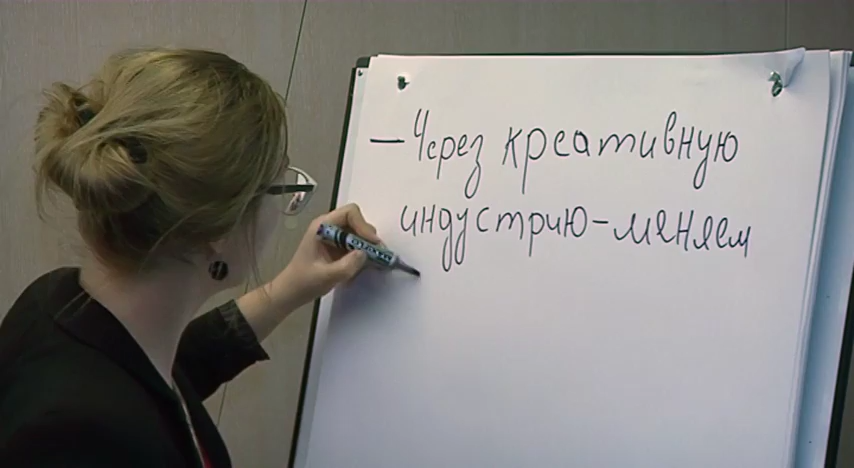 — Через креативную
индустрию - меняем